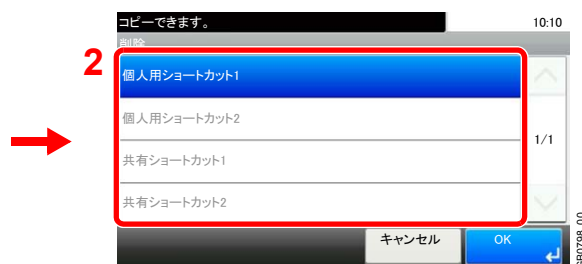 コピーできます。 10:10
削除
2
個人用ショートカット1
個人用ショートカット2
1/1
共有ショートカット1
共有ショートカット2
キャンセル OK